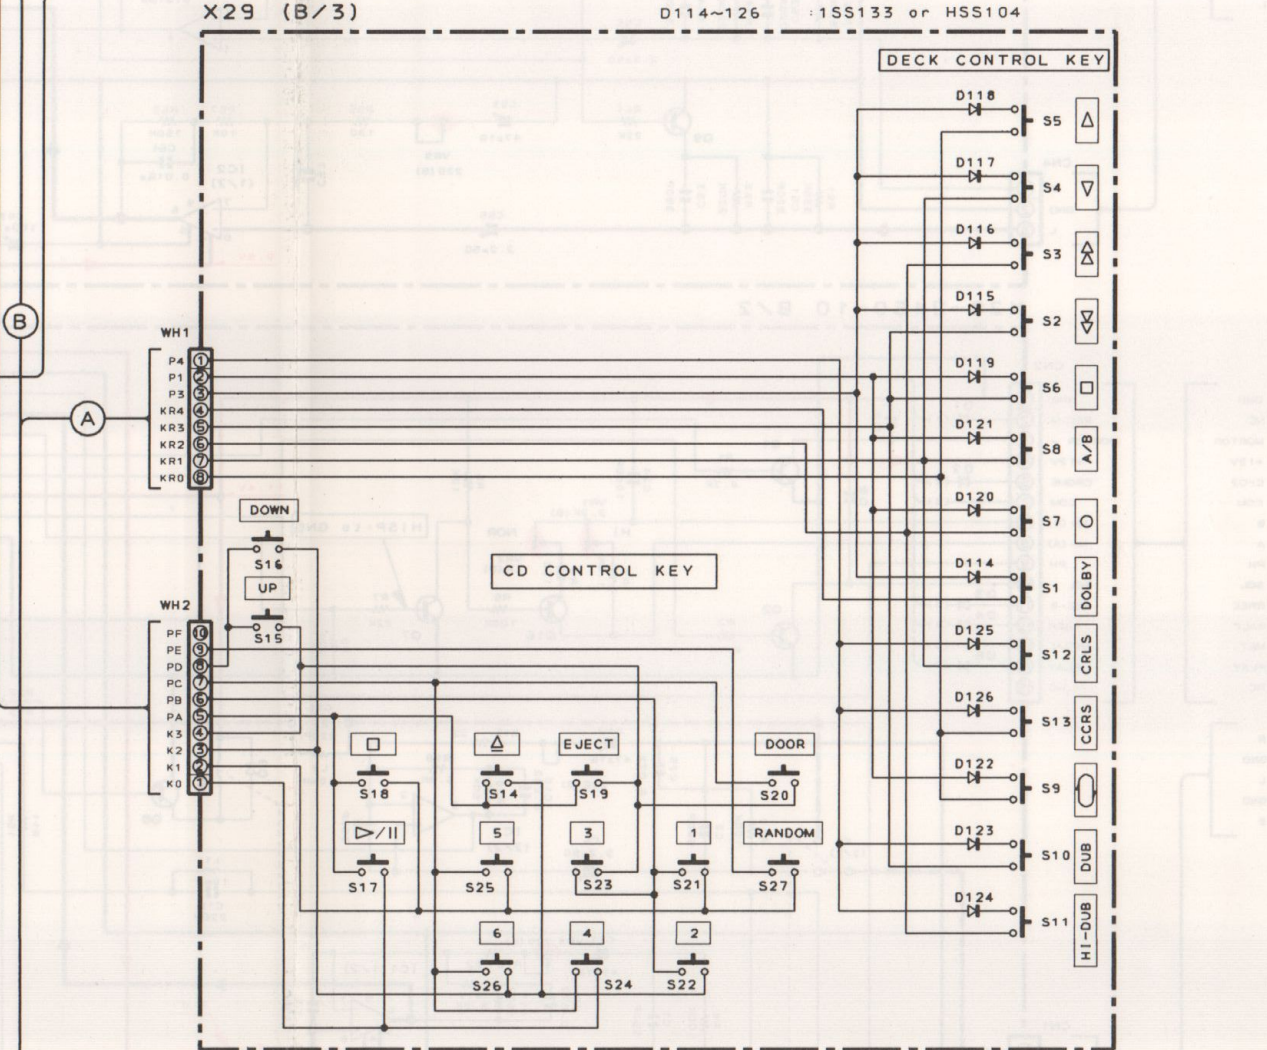 X29 (B/3)
D114~126 :1SS133 or HSS104
DECK CONTROL KEY
D118
S5
D117
S4
D116
S3
D115
S2
D119
S6
D121
S8 A/B
D120
S7
D114
S1 DOLBY
D125
S12 CRLS
D126
S13 CCRS
D122
S9
D123
S10 DUB
D124
S11 HI-DUB
B
A
WH1
P4 1
P1 2
P3 3
KR4 4
KR3 5
KR2 6
KR1 7
KR0 8
DOWN
S16
UP
S15
CD CONTROL KEY
WH2
PF 10
PE 9
PD 8
PC 7
PB 6
PA 5
K3 4
K2 3
K1 2
K0 1
EJECT DOOR
S18 S14 S19 S20
/II 5 3 1 RANDOM
S17 S25 S23 S21 S27
6 4 2
S26 S24 S22